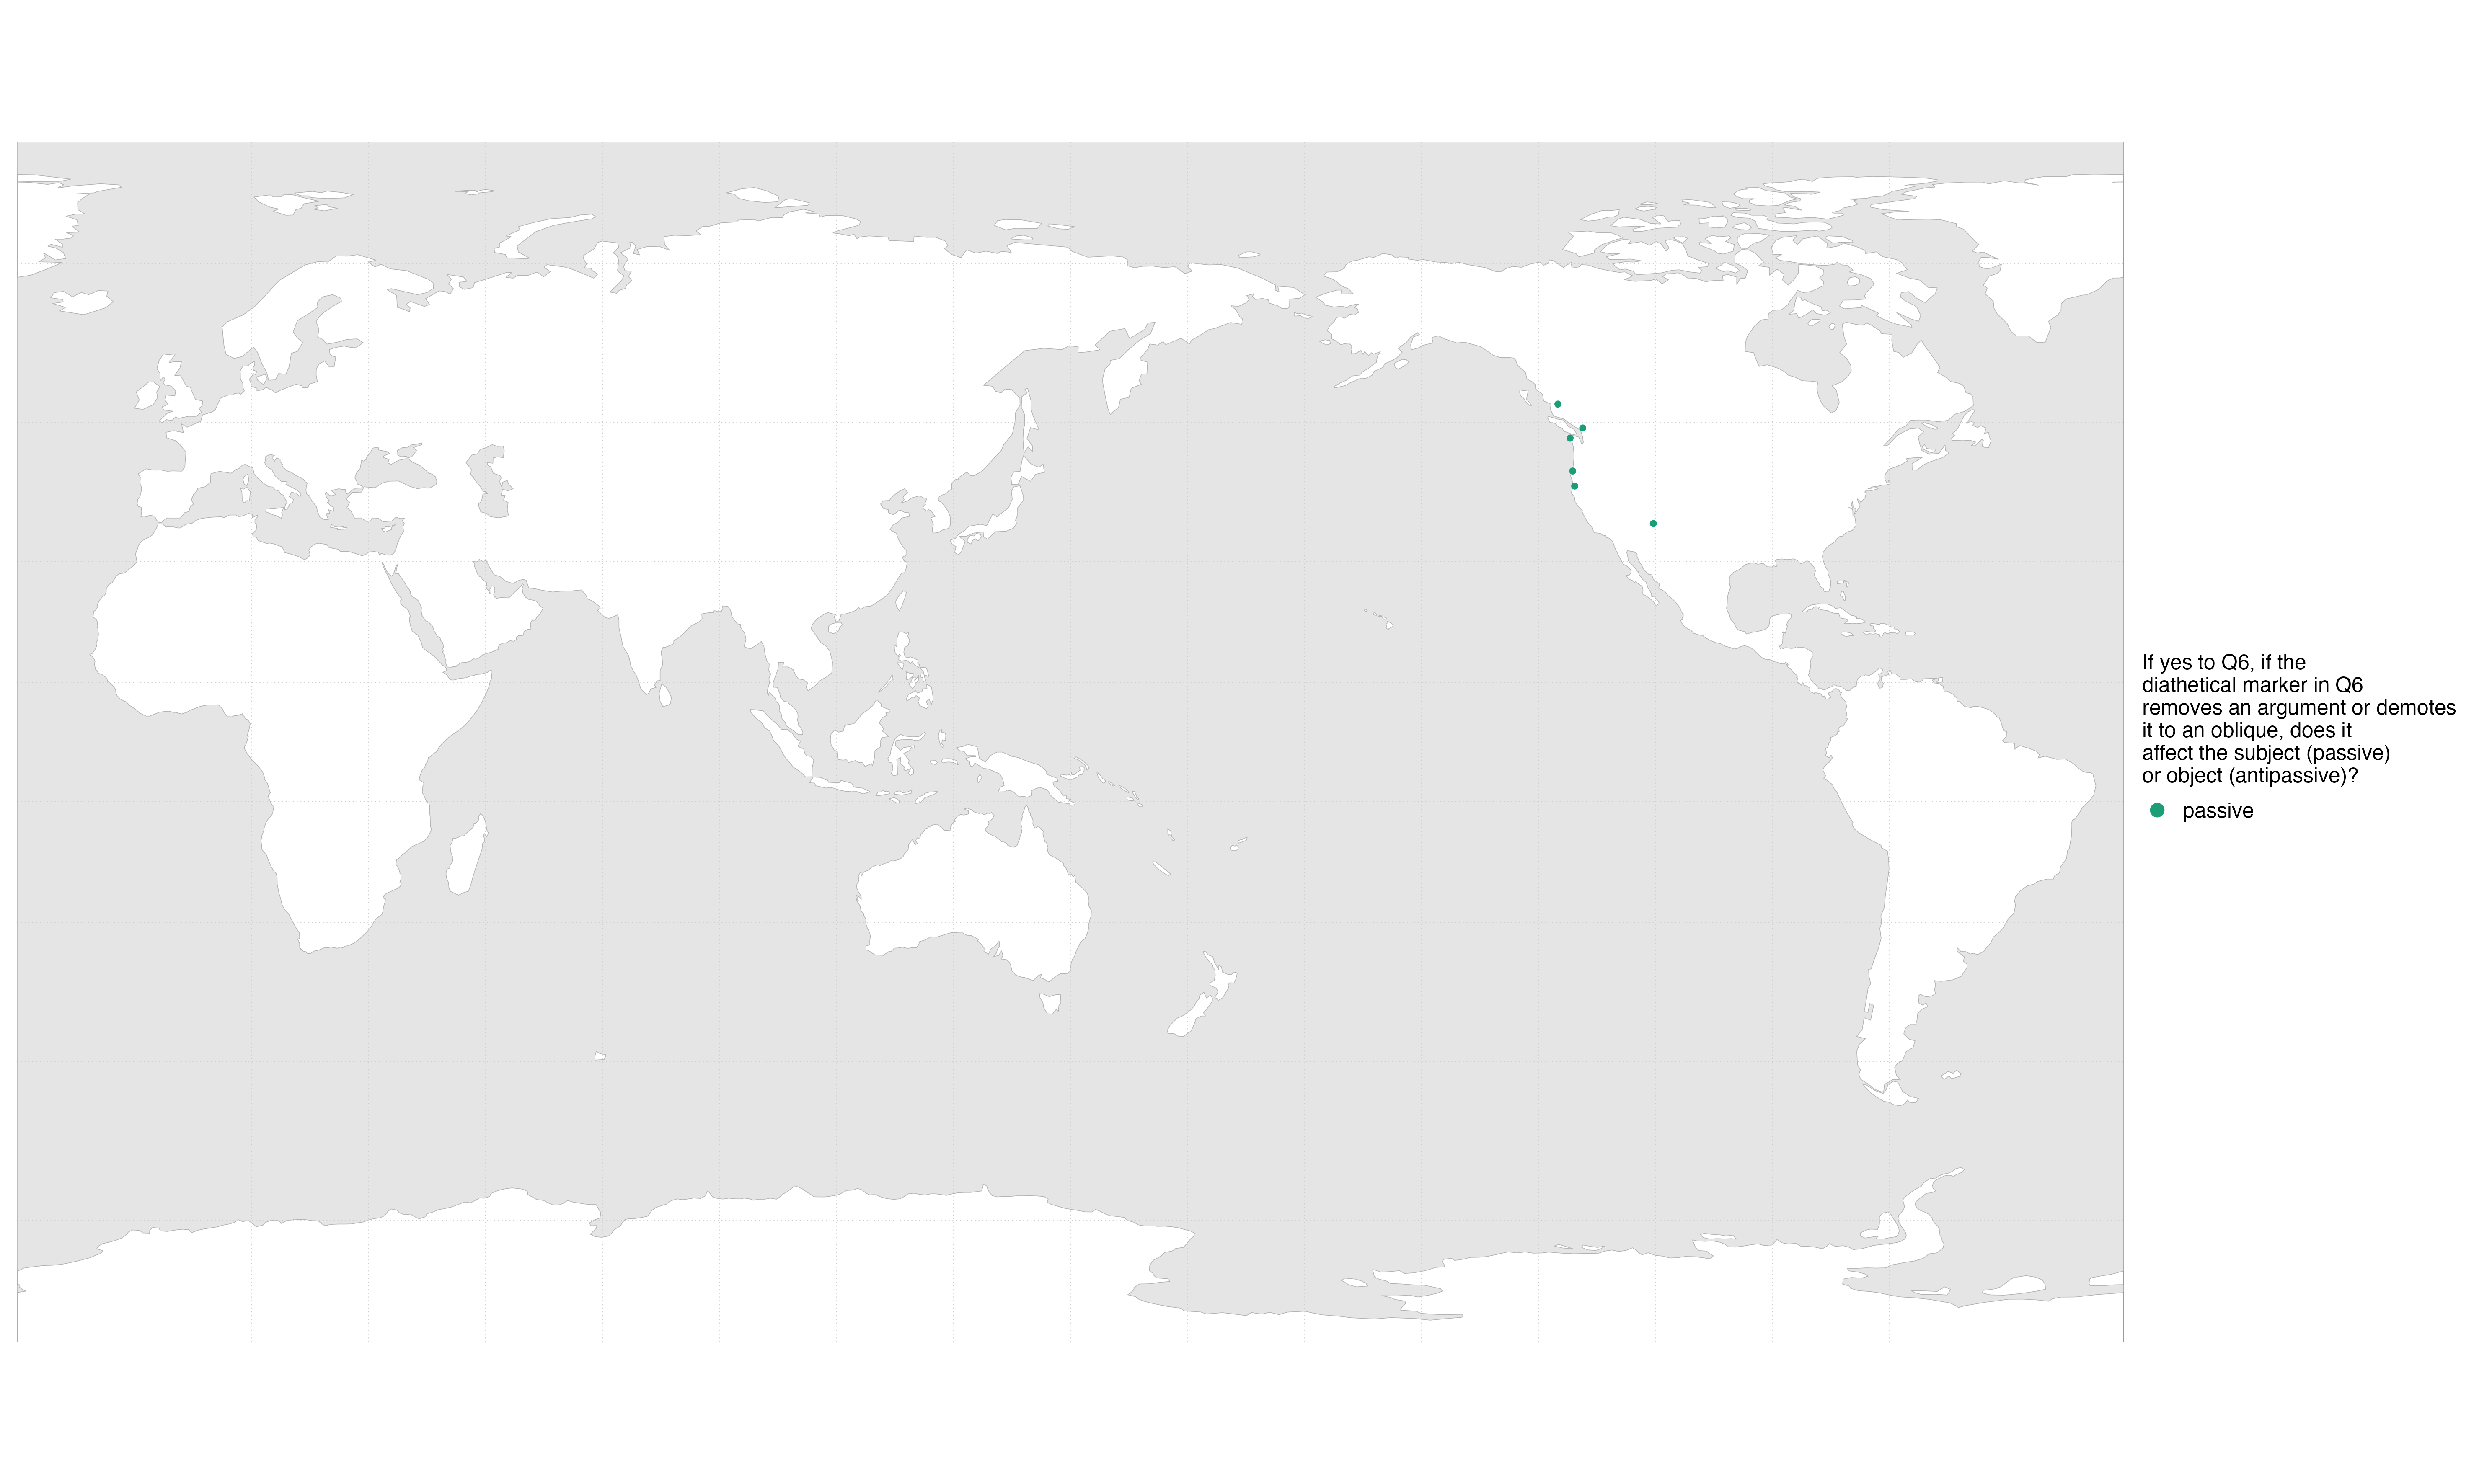 If yes to Q6, if the
diathetical marker in Q6
removes an argument or demotes
it to an oblique, does it
affect the subject (passive)
or object (antipassive)?
passive